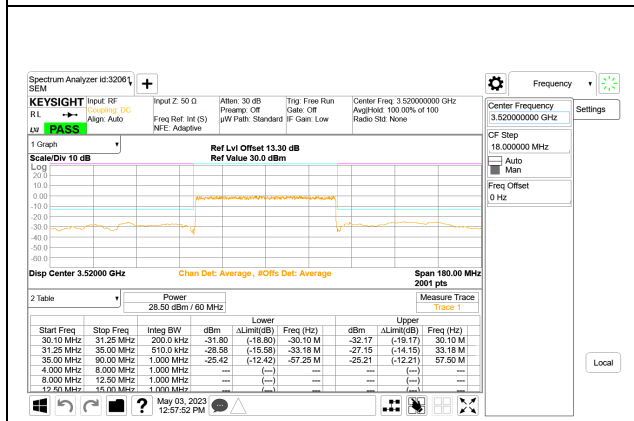 Spectrum Analyzer id:32061
SEM
Frequency
KEYSIGHT
RL
PASS
Input: RF
Coupling: DC
Align: Auto
Input Z: 50 Ω
Freq Ref: Int (S)
NFE: Adaptive
Atten: 30 dB
Preamp: Off
µW Path: Standard
Trig: Free Run
Gate: Off
IF Gain: Low
Center Freq: 3.520000000 GHz
Avg|Hold: 100.00% of 100
Radio Std: None
Center Frequency
3.520000000 GHz
Settings
CF Step
18.000000 MHz
Auto
Man
Freq Offset
0 Hz
Local
1 Graph
Scale/Div 10 dB
Ref Lvl Offset 13.30 dB
Ref Value 30.0 dBm
Log
20.0
10.0
0.00
-10.0
-20.0
-30.0
-40.0
-50.0
-60.0
Disp Center 3.52000 GHz
Chan Det: Average, #Offs Det: Average
Span 180.00 MHz
2001 pts
2 Table
Power
28.50 dBm / 60 MHz
Measure Trace
Trace 1
Lower Upper
Start Freq Stop Freq Integ BW dBm ΔLimit(dB) Freq (Hz) dBm ΔLimit(dB) Freq (Hz)
30.10 MHz 31.25 MHz 200.0 kHz -31.80 (-18.80) -30.10 M -32.17 (-19.17) 30.10 M
31.25 MHz 35.00 MHz 510.0 kHz -28.58 (-15.58) -33.18 M -27.15 (-14.15) 33.18 M
35.00 MHz 90.00 MHz 1.000 MHz -25.42 (-12.42) -57.25 M -25.21 (-12.21) 57.50 M
4.000 MHz 8.000 MHz 1.000 MHz --- (---) --- --- (---) ---
8.000 MHz 12.50 MHz 1.000 MHz --- (---) --- --- (---) ---
12.50 MHz 15.00 MHz 1.000 MHz --- (---) --- --- (---) ---
May 03, 2023
12:57:52 PM